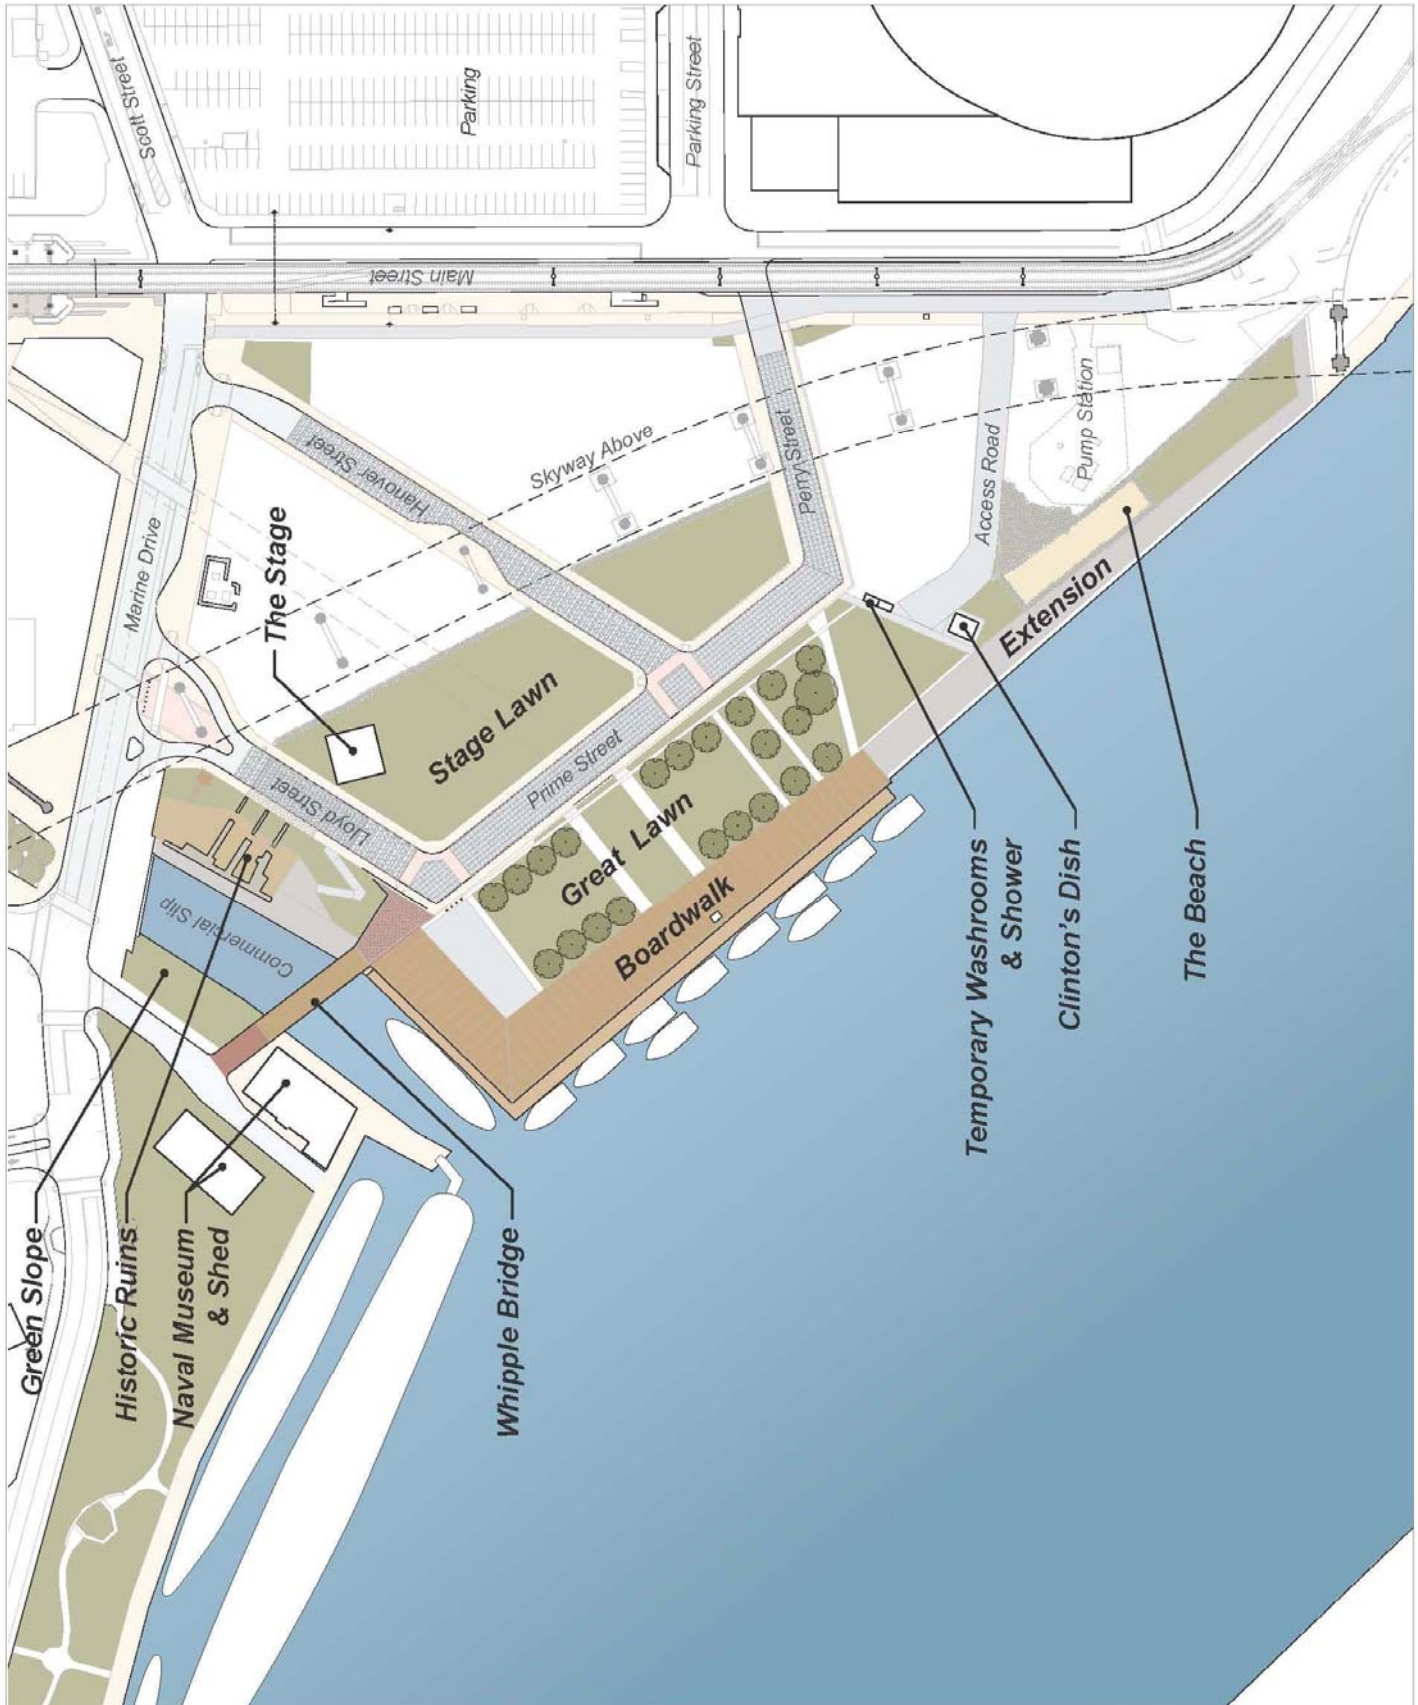 Green Slope
Historic Ruins
Naval Museum
& Shed
Whipple Bridge
Commercial Slip
Marine Drive
Scott Street
Main Street
Parking
Parking Street
Lloyd Street
Hanover Street
Prime Street
Perry Street
The Stage
Stage Lawn
Skyway Above
Great Lawn
Boardwalk
Access Road
Pump Station
Extension
Temporary Washrooms
& Shower
Clinton's Dish
The Beach